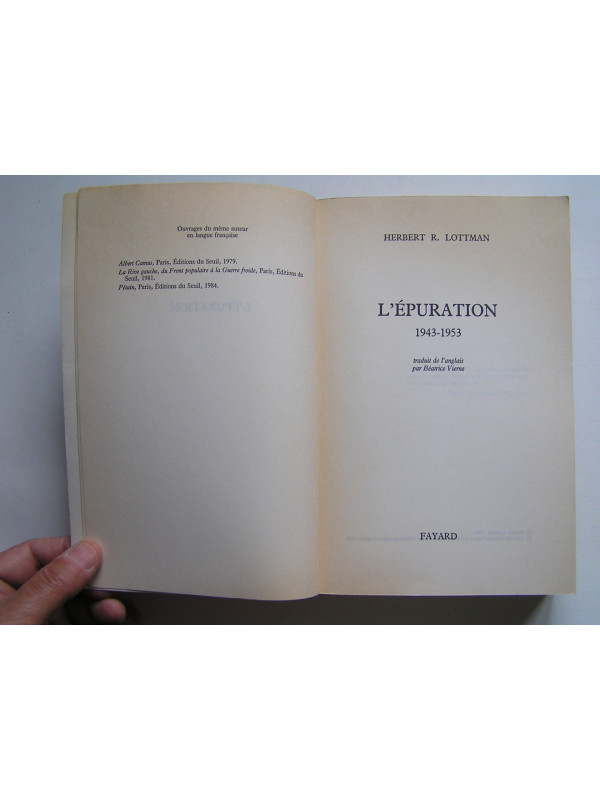 Ouvrages du même auteur
en langue française
Albert Camus, Paris, Éditions du Seuil, 1979.
La Rive gauche, du Front populaire à la Guerre froide, Paris, Éditions du
Seuil, 1981.
Pétain, Paris, Éditions du Seuil, 1984.
HERBERT R. LOTTMAN
L'ÉPURATION
1943-1953
traduit de l'anglais
par Béatrice Vierne
FAYARD